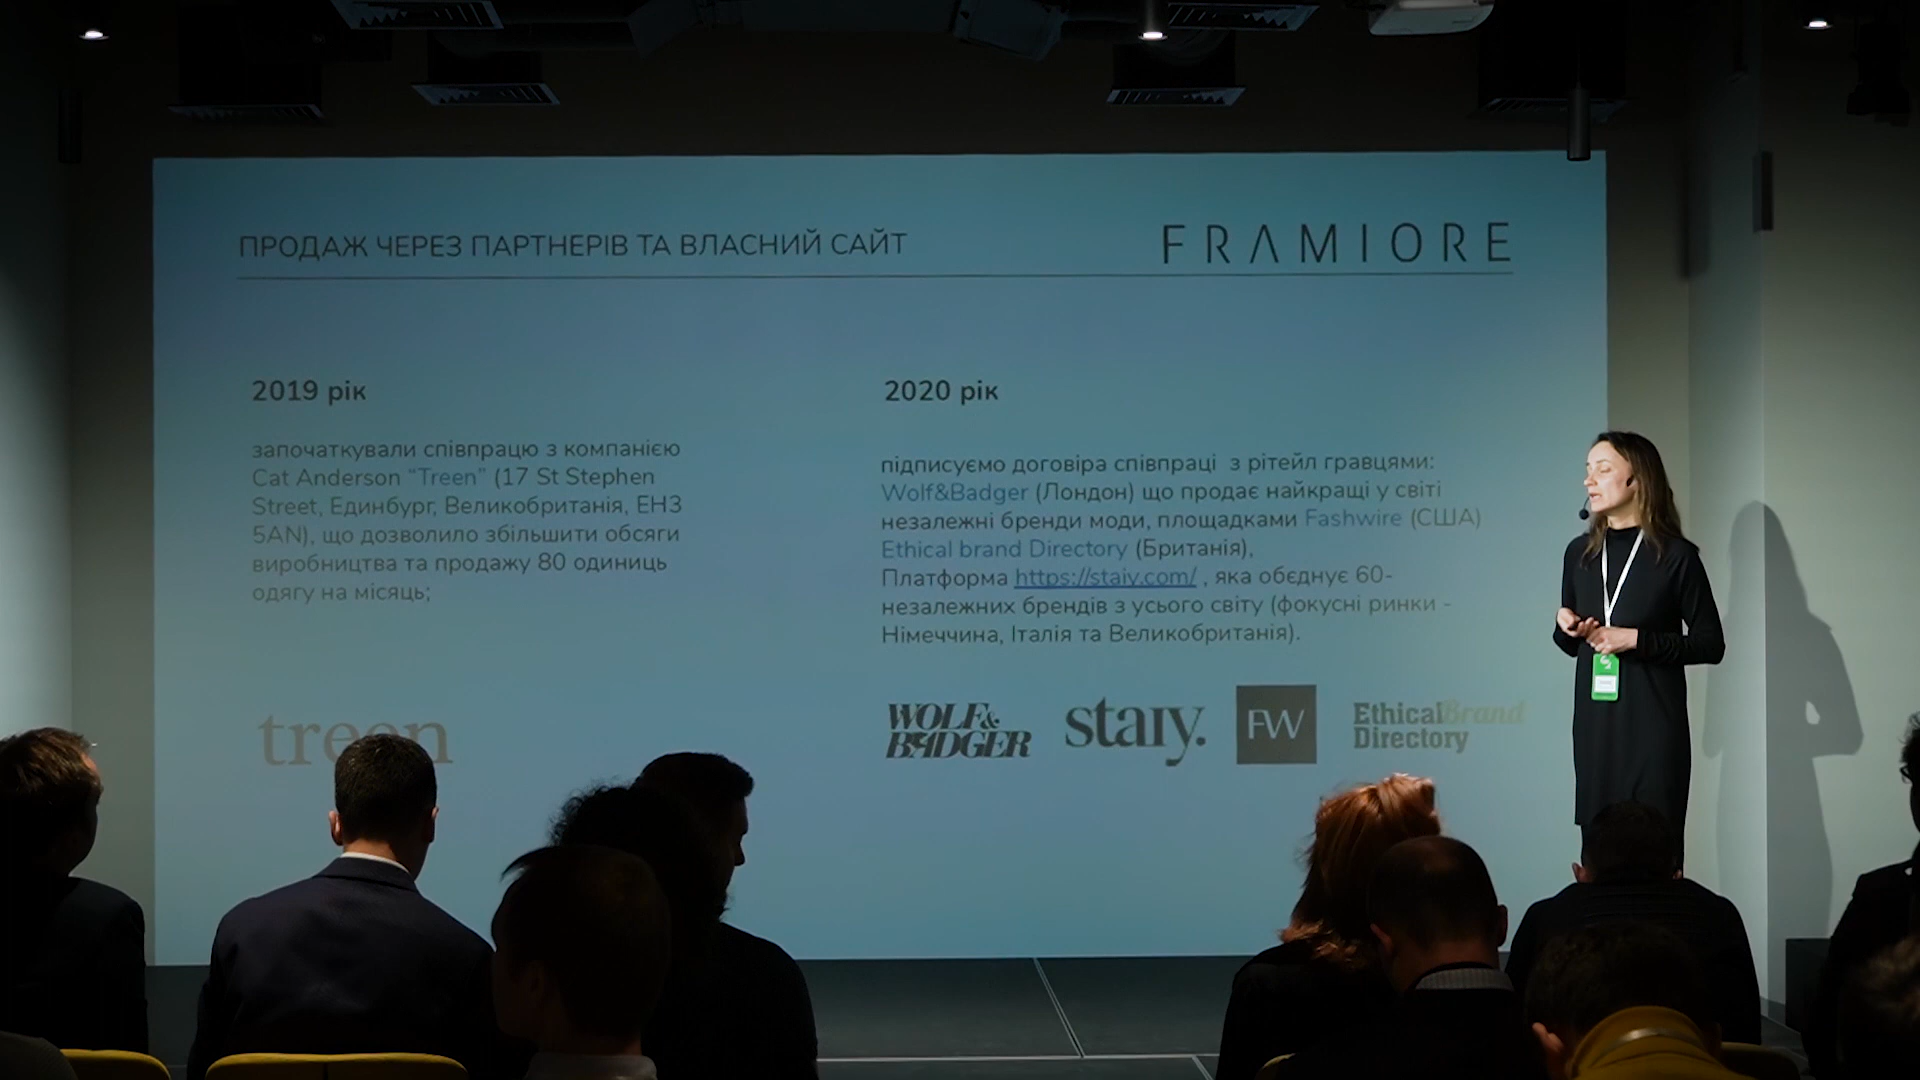 ПРОДАЖ ЧЕРЕЗ ПАРТНЕРІВ ТА ВЛАСНИЙ САЙТ
FRAMIORE
2019 рік
започаткували співпрацю з компанією
Cat Anderson “Treen” (17 St Stephen
Street, Единбург, Великобританія, EH3
5AN), що дозволило збільшити обсяги
виробництва та продажу 80 одиниць
одягу на місяць;
treen
2020 рік
підписуємо договіра співпраці з рітейл гравцями:
Wolf&Badger (Лондон) що продає найкращі у світі
незалежні бренди моди, площадками Fashwire (США)
Ethical brand Directory (Британія),
Платформа https://staiy.com/ , яка обєднує 60-
незалежних брендів з усього світу (фокусні ринки -
Німеччина, Італія та Великобританія).
WOLF&
BADGER
staiy.
FW
EthicalBrand
Directory